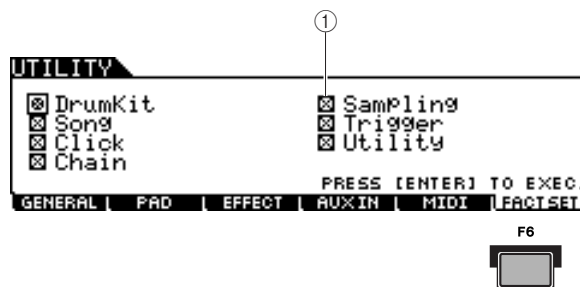 ①
UTILITY
DrumKit
Song
Click
Chain
Sampling
Trigger
Utility
PRESS [ENTER] TO EXEC.
GENERAL PAD EFFECT AUXIN MIDI FACTSET
F6